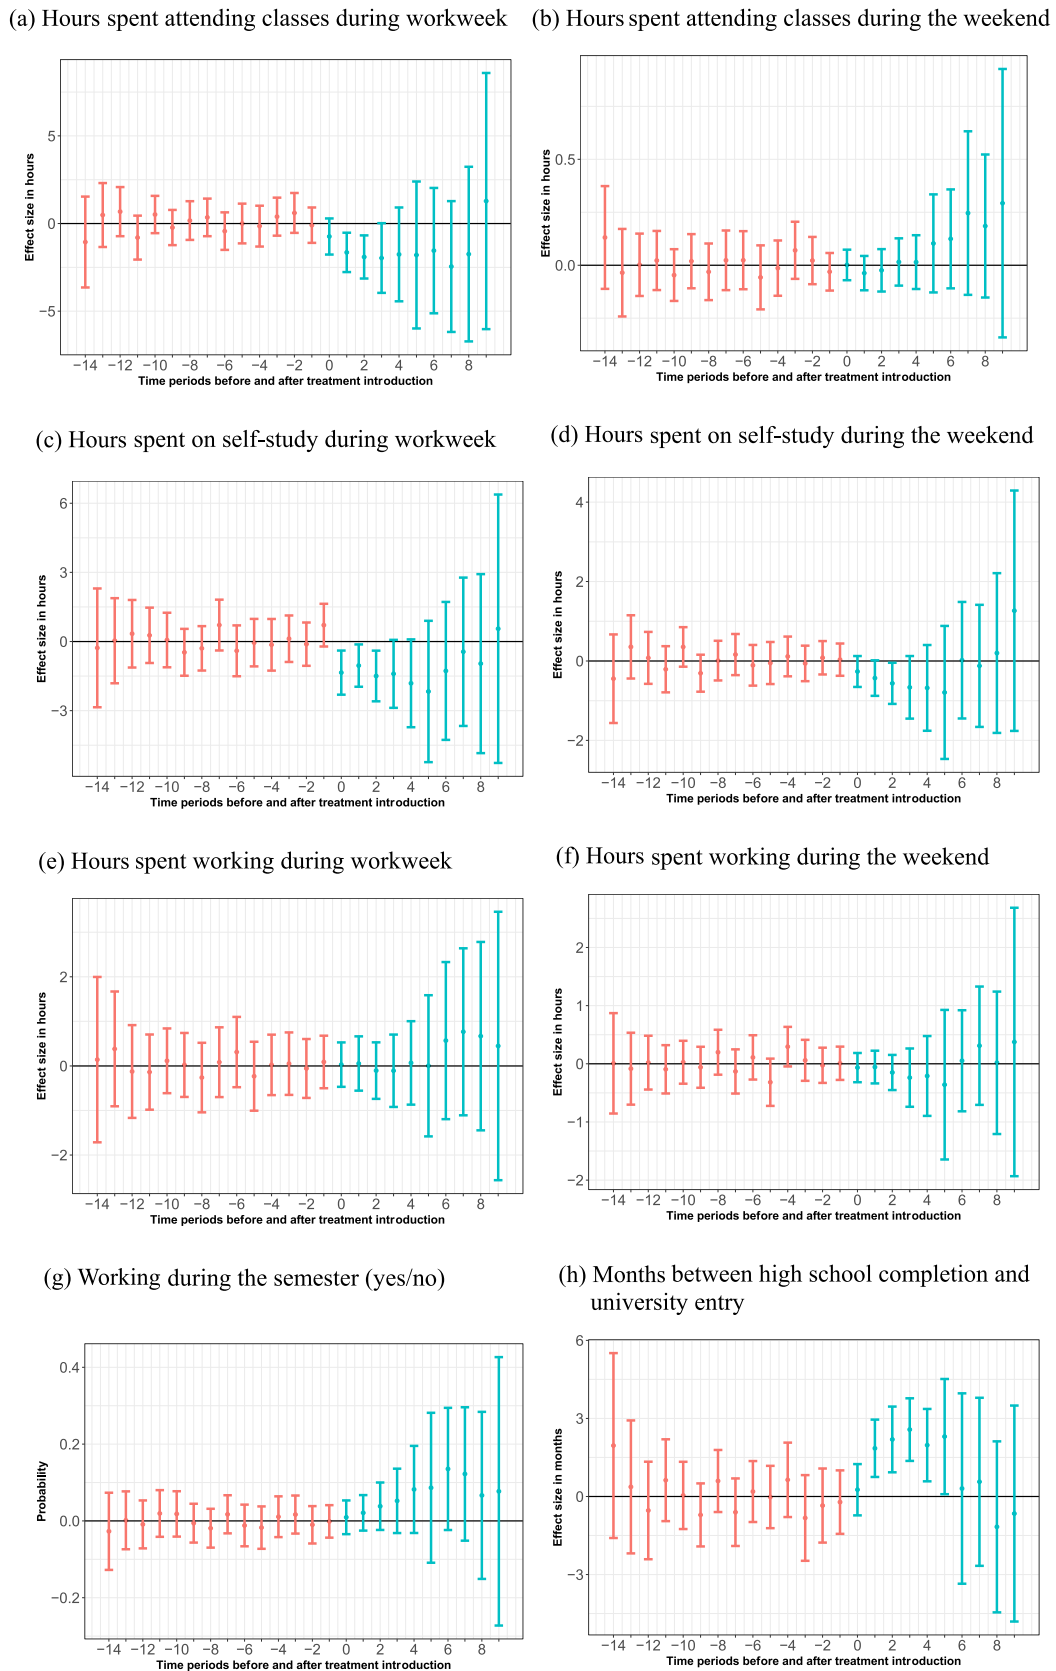 (a) Hours spent attending classes during workweek
Effect size in hours
5
0
−5
−14 −12 −10 −8 −6 −4 −2 0 2 4 6 8
Time periods before and after treatment introduction
(b) Hours spent attending classes during the weekend
Effect size in hours
0.5
0.0
−14 −12 −10 −8 −6 −4 −2 0 2 4 6 8
Time periods before and after treatment introduction
(c) Hours spent on self-study during workweek
Effect size in hours
6
3
0
−3
−14 −12 −10 −8 −6 −4 −2 0 2 4 6 8
Time periods before and after treatment introduction
(d) Hours spent on self-study during the weekend
Effect size in hours
4
2
0
−2
−14 −12 −10 −8 −6 −4 −2 0 2 4 6 8
Time periods before and after treatment introduction
(e) Hours spent working during workweek
Effect size in hours
2
0
−2
−14 −12 −10 −8 −6 −4 −2 0 2 4 6 8
Time periods before and after treatment introduction
(f) Hours spent working during the weekend
Effect size in hours
2
1
0
−1
−2
−14 −12 −10 −8 −6 −4 −2 0 2 4 6 8
Time periods before and after treatment introduction
(g) Working during the semester (yes/no)
Probability
0.4
0.2
0.0
−0.2
−14 −12 −10 −8 −6 −4 −2 0 2 4 6 8
Time periods before and after treatment introduction
(h) Months between high school completion and
university entry
Effect size in months
6
3
0
−3
−14 −12 −10 −8 −6 −4 −2 0 2 4 6 8
Time periods before and after treatment introduction